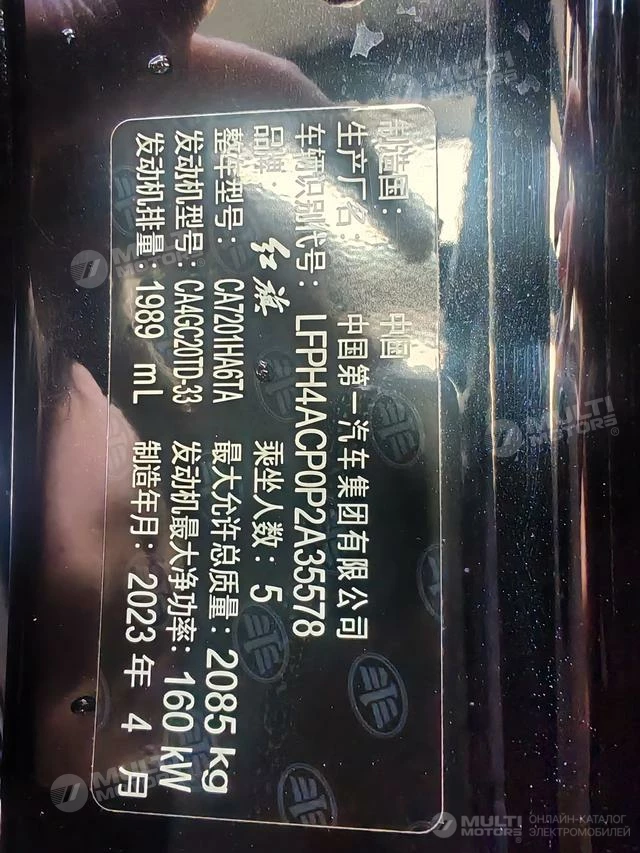 制造国： 中国
生产厂名： 中国第一汽车集团有限公司
车辆识别代号： LFPH4ACP0P2A35578
品牌： 红旗 乘坐人数：5
整车型号： CA7201HA6TA 最大允许总质量：2085 kg
发动机型号：CA4GC20TD-33 发动机最大净功率：160 kW
发动机排量：1989 mL 制造年月：2023 年 4 月
MULTI MOTORS®
MULTI MOTORS®
MULTI MOTORS®
MULTI MOTORS®
MULTI MOTORS® ОНЛАЙН-КАТАЛОГ ЭЛЕКТРОМОБИЛЕЙ